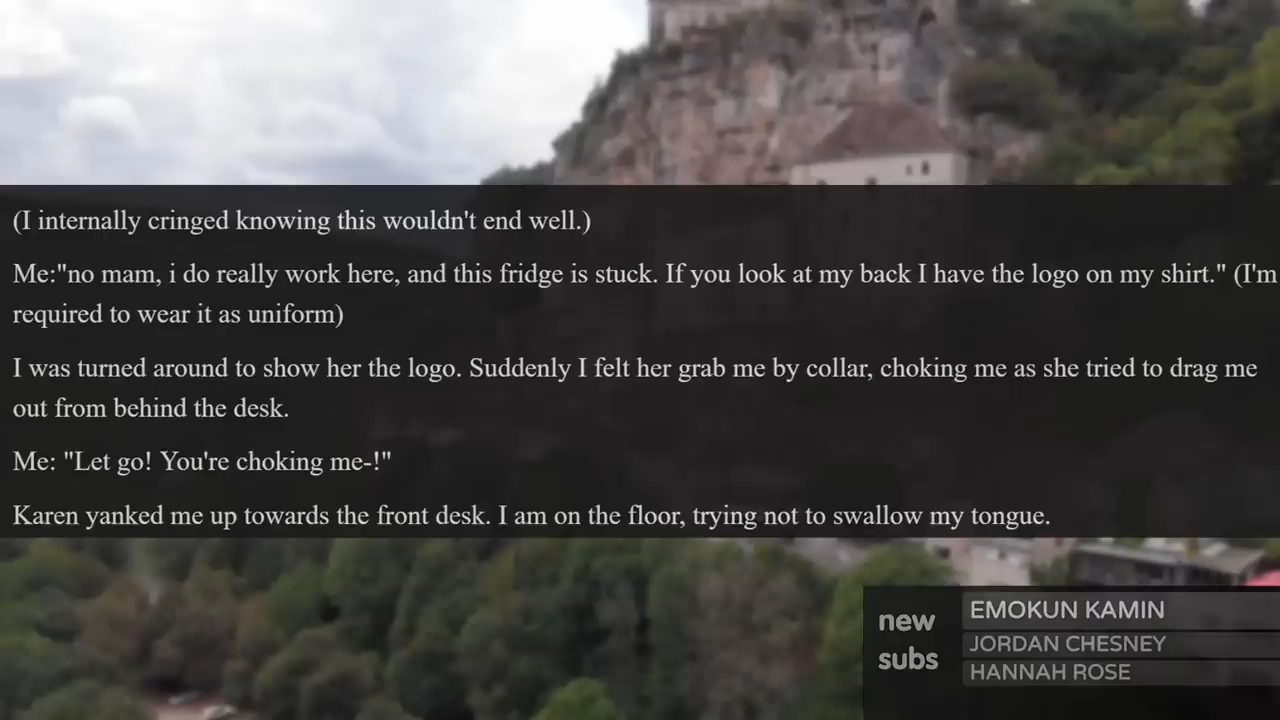 (I internally cringed knowing this wouldn't end well.)
Me:"no mam, i do really work here, and this fridge is stuck. If you look at my back I have the logo on my shirt." (I'm
required to wear it as uniform)
I was turned around to show her the logo. Suddenly I felt her grab me by collar, choking me as she tried to drag me
out from behind the desk.
Me: "Let go! You're choking me-!"
Karen yanked me up towards the front desk. I am on the floor, trying not to swallow my tongue.
new
subs
EMOKUN KAMIN
JORDAN CHESNEY
HANNAH ROSE